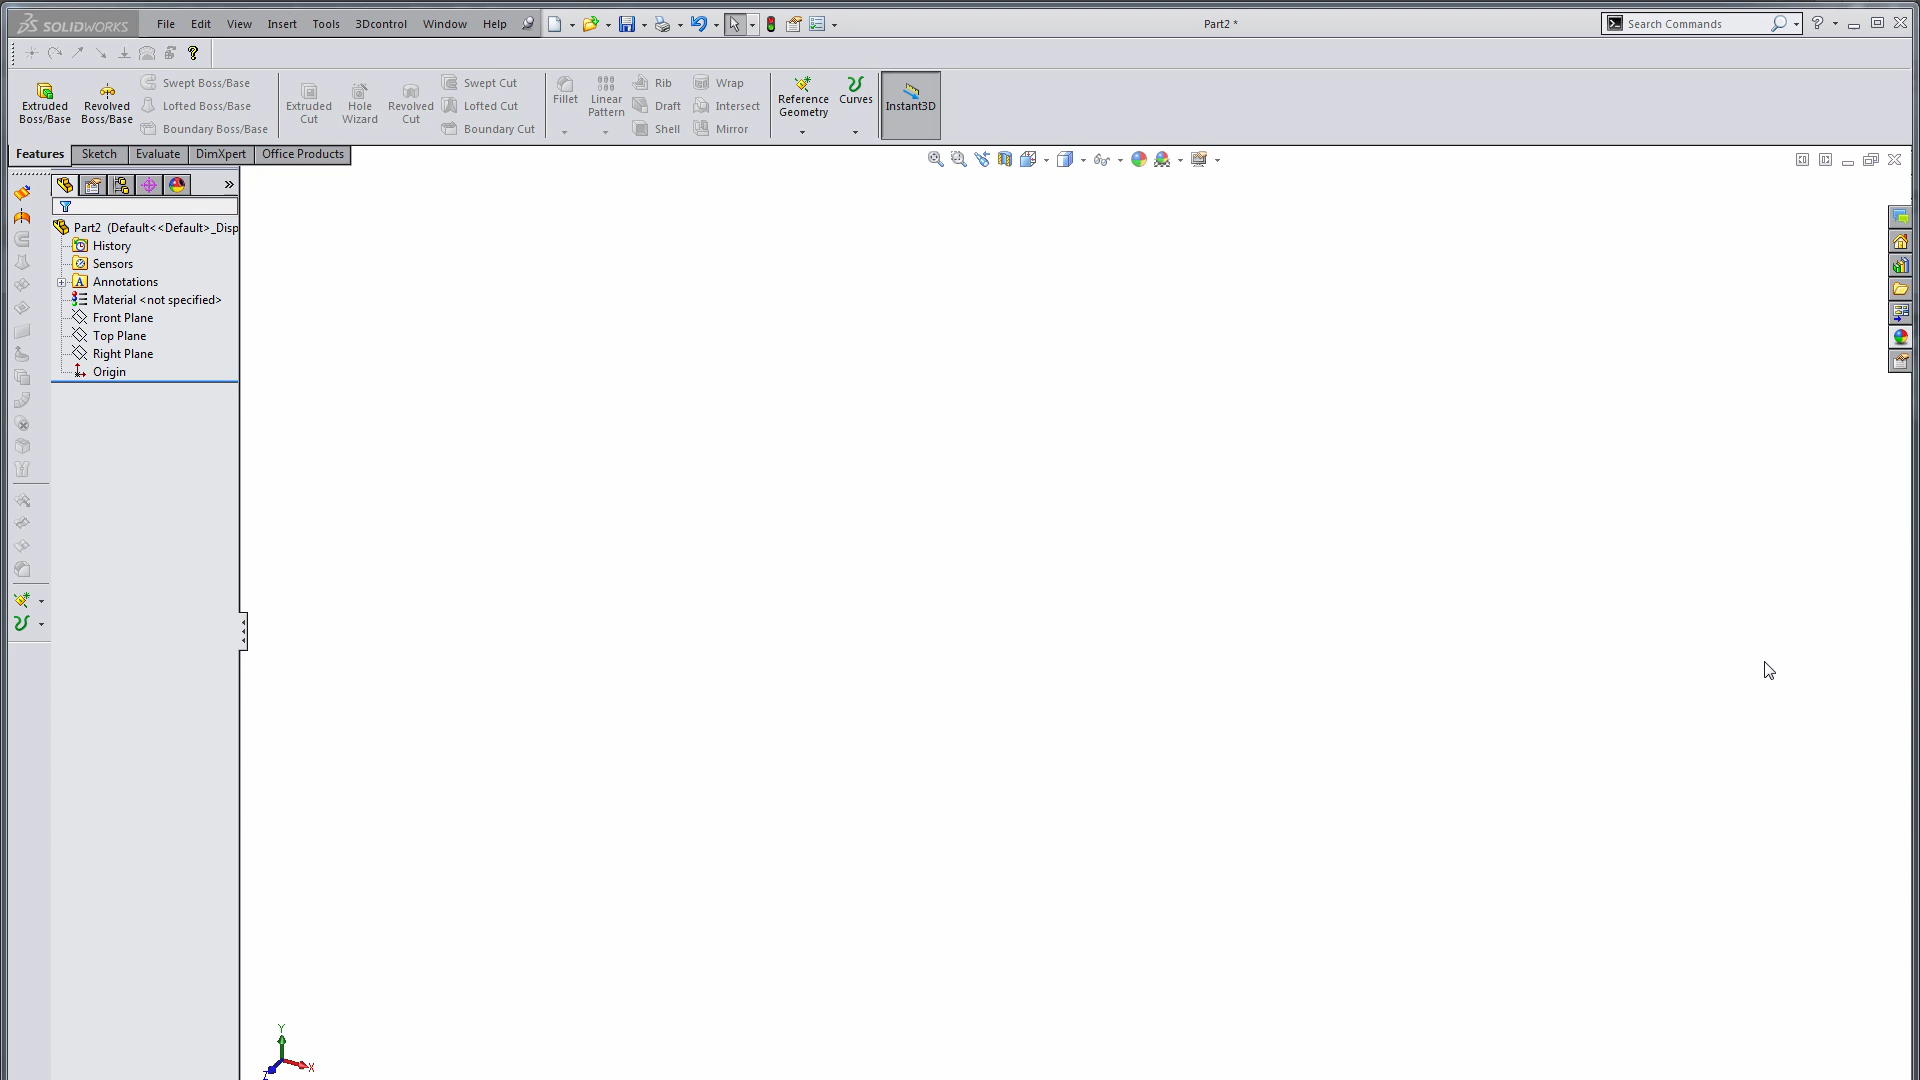 SOLIDWORKS File Edit View Insert Tools 3Dcontrol Window Help Part2 * Search Commands ?
?
Extruded Boss/Base
Revolved Boss/Base
Swept Boss/Base
Lofted Boss/Base
Boundary Boss/Base
Extruded Cut
Hole Wizard
Revolved Cut
Swept Cut
Lofted Cut
Boundary Cut
Fillet
Linear Pattern
Rib
Draft
Shell
Wrap
Intersect
Mirror
Reference Geometry
Curves
Instant3D
Features Sketch Evaluate DimXpert Office Products
»
Part2 (Default<<Default>_Disp
History
Sensors
A Annotations
Material <not specified>
Front Plane
Top Plane
Right Plane
Origin
Y
X
Z